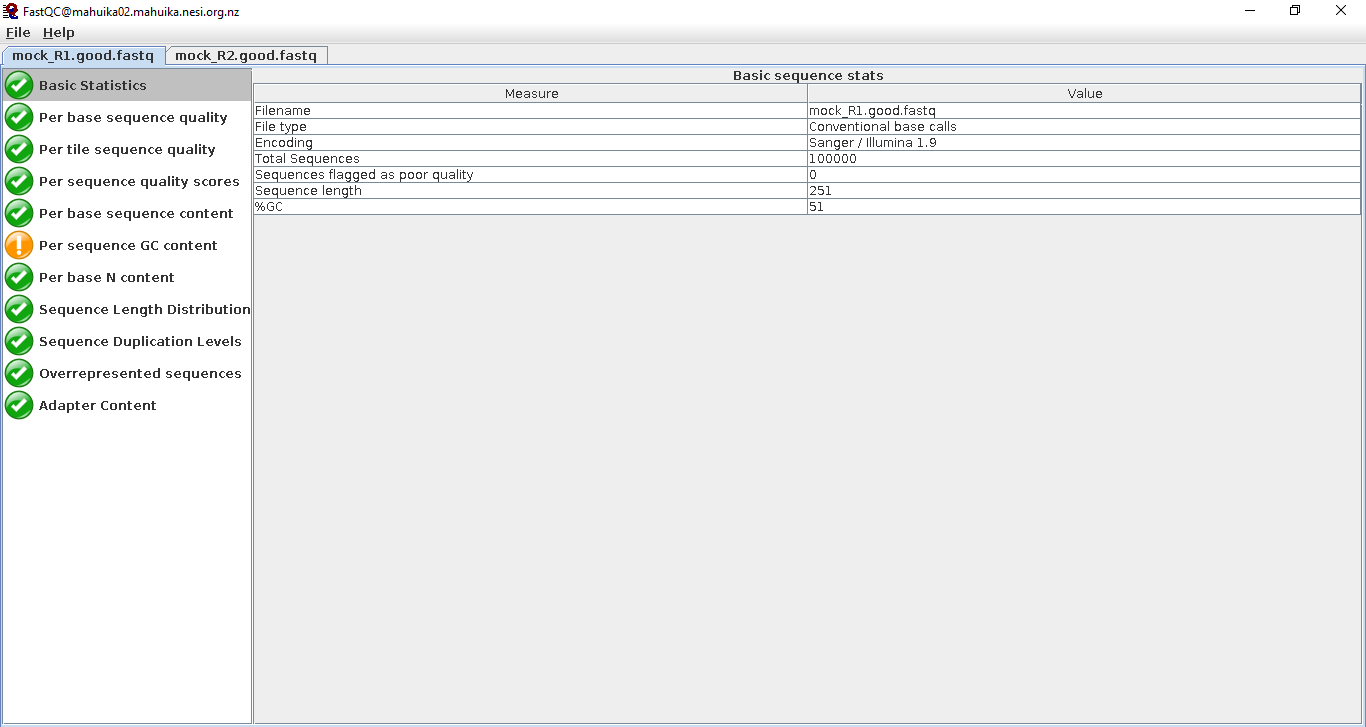 FastQC@mahuika02.mahuika.nesi.org.nz
File Help
mock_R1.good.fastq mock_R2.good.fastq
Basic Statistics
Per base sequence quality
Per tile sequence quality
Per sequence quality scores
Per base sequence content
Per sequence GC content
Per base N content
Sequence Length Distribution
Sequence Duplication Levels
Overrepresented sequences
Adapter Content
Basic sequence stats
Measure Value
Filename mock_R1.good.fastq
File type Conventional base calls
Encoding Sanger / Illumina 1.9
Total Sequences 100000
Sequences flagged as poor quality 0
Sequence length 251
%GC 51